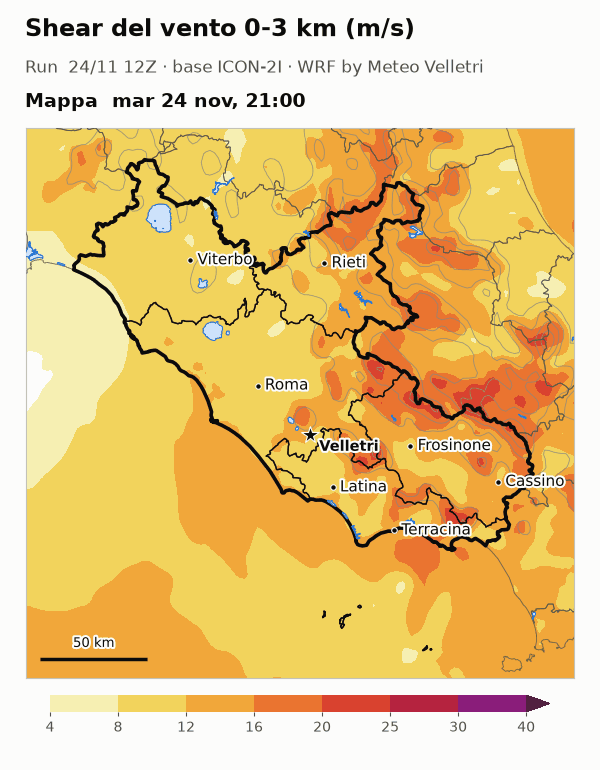 Shear del vento 0-3 km (m/s)
Run 24/11 12Z · base ICON-2I · WRF by Meteo Velletri
Mappa mar 24 nov, 21:00
Viterbo
Rieti
Roma
Velletri
Frosinone
Latina
Cassino
Terracina
50 km
4 8 12 16 20 25 30 40